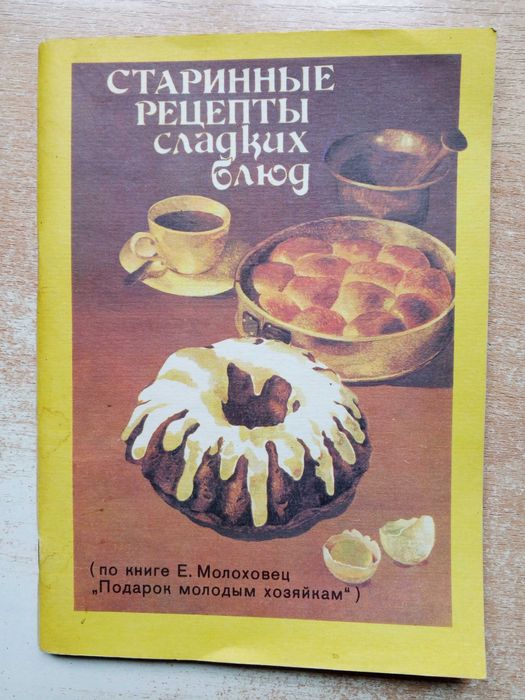 СТАРИННЫЕ
РЕЦЕПТЫ
сладких
блюд
(по книге Е. Молоховец
„Подарок молодым хозяйкам“)